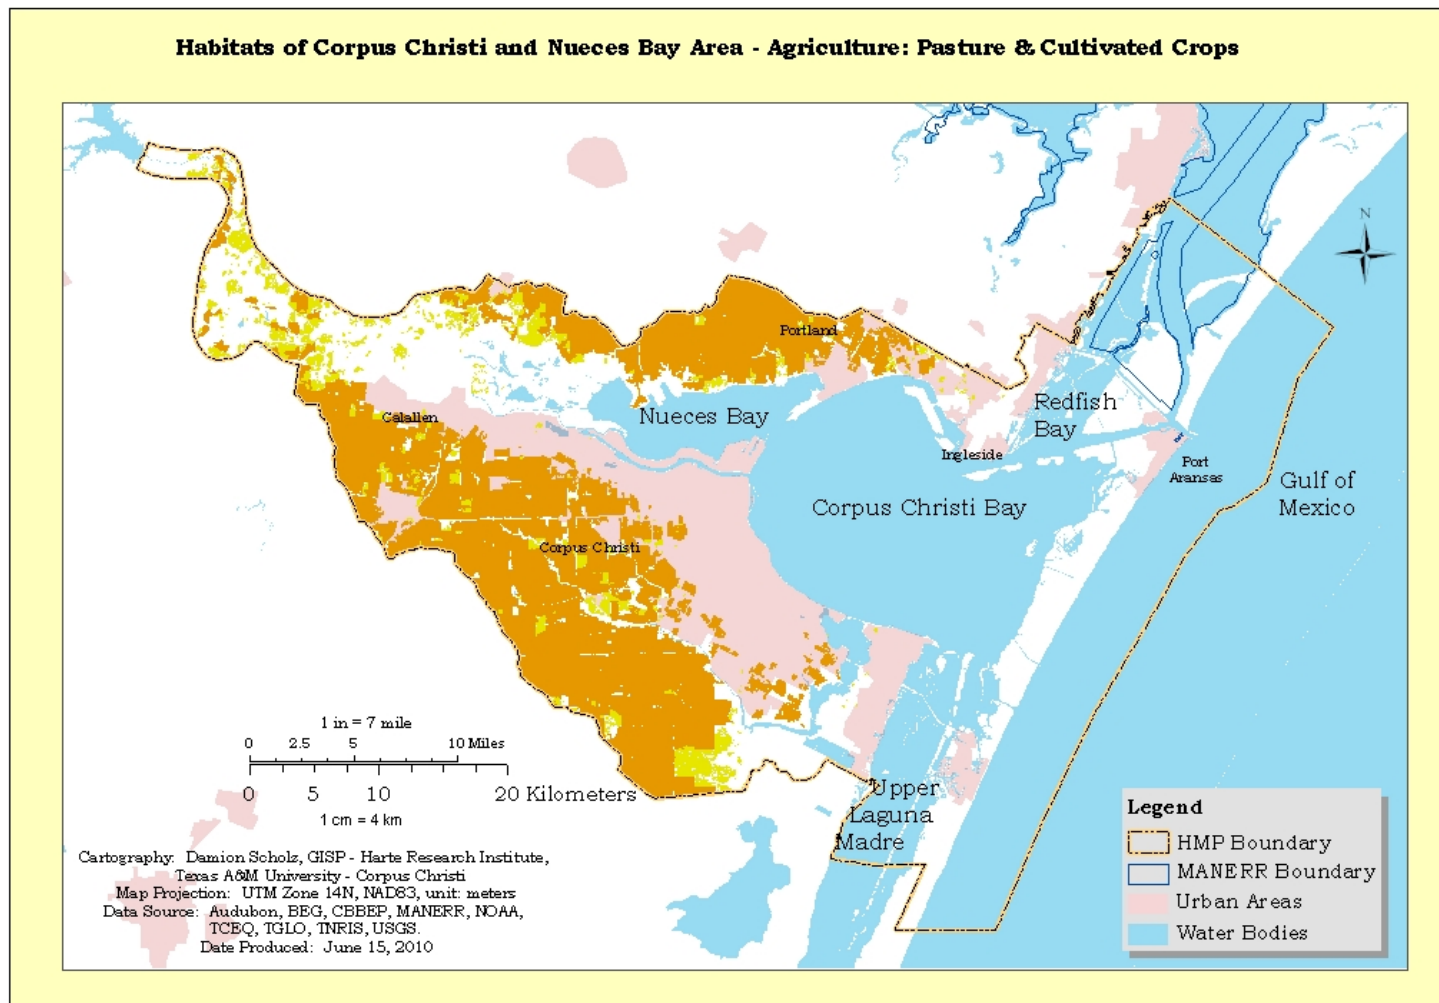 Habitats of Corpus Christi and Nueces Bay Area - Agriculture: Pasture & Cultivated Crops
N
Portland
Calallen
Nueces Bay
Redfish
Bay
Ingleside
Port
Aransas
Gulf of
Mexico
Corpus Christi Bay
Corpus Christi
1 in = 7 mile
0 2.5 5 10 Miles
0 5 10 20 Kilometers
1 cm = 4 km
Upper
Laguna
Madre
Cartography: Damion Scholz, GISP - Harte Research Institute,
Texas A&M University - Corpus Christi
Map Projection: UTM Zone 14N, NAD83, unit: meters
Data Source: Audubon, BEG, CBBEP, MANERR, NOAA,
TCEQ, TGLO, TNRIS, USGS.
Date Produced: June 15, 2010
Legend
HMP Boundary
MANERR Boundary
Urban Areas
Water Bodies